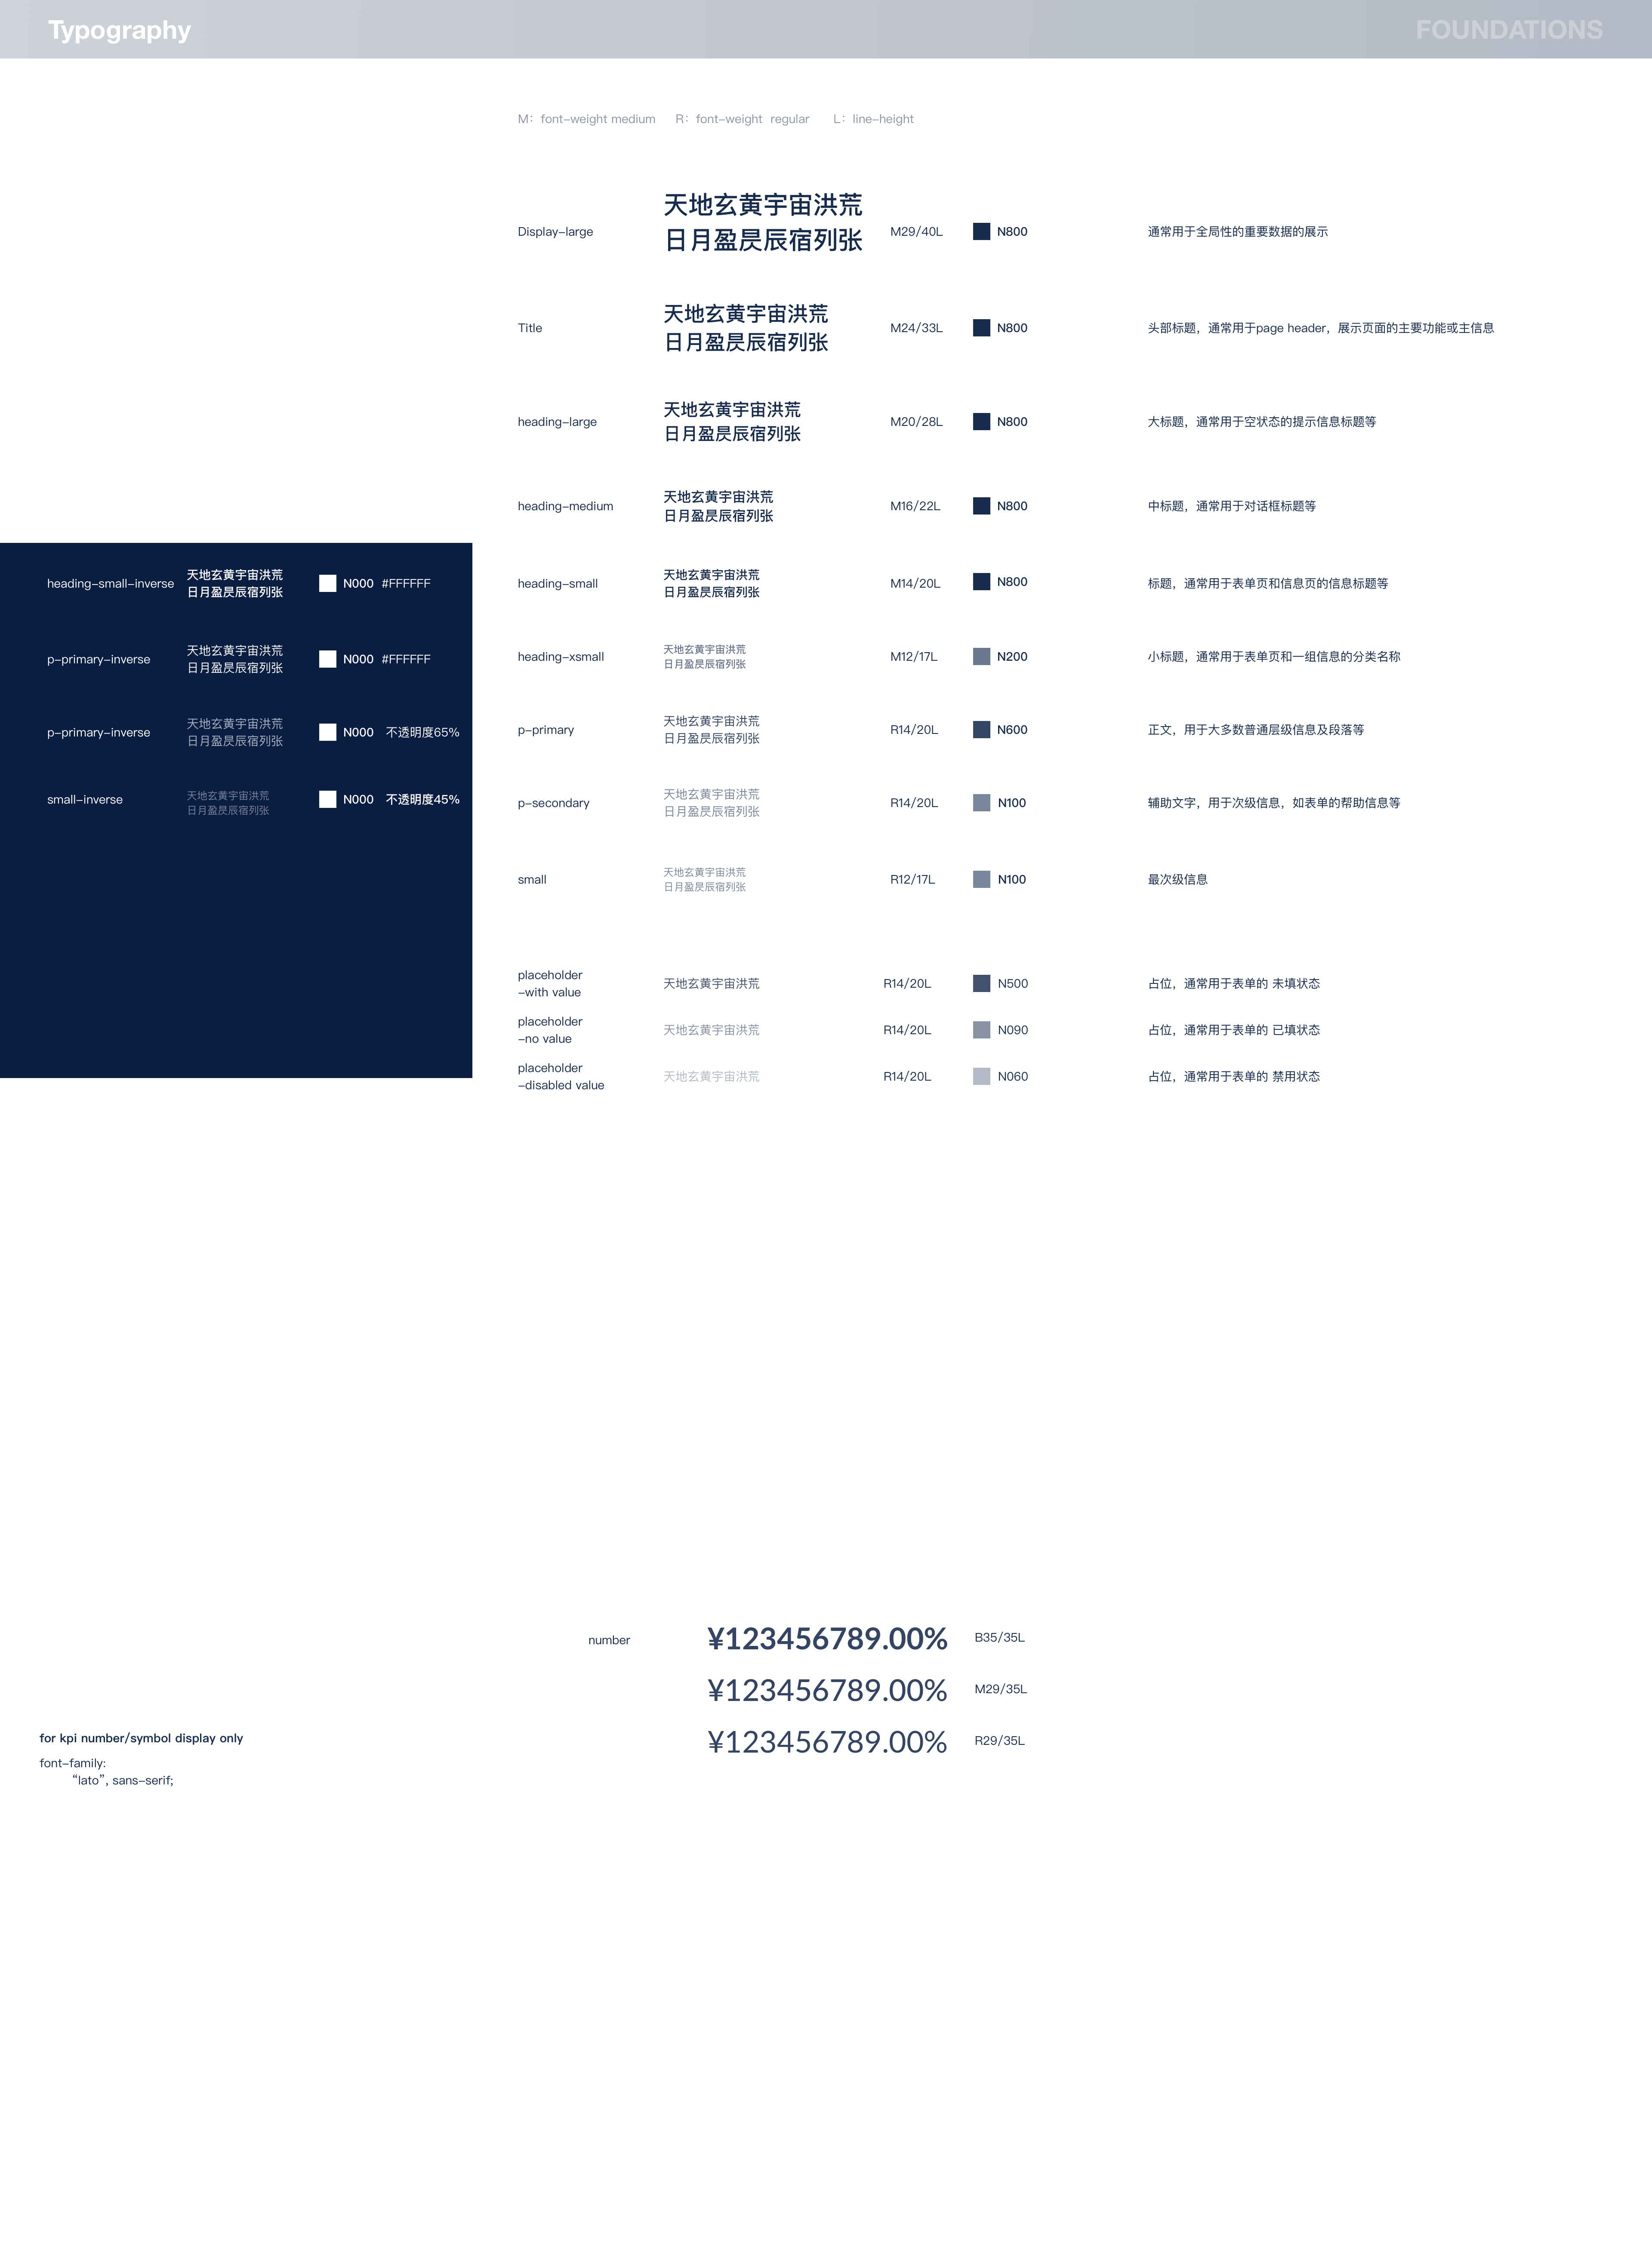 Typography
FOUNDATIONS
M：font-weight medium R：font-weight regular L：line-height
Display-large
天地玄黄宇宙洪荒
日月盈昃辰宿列张
M29/40L
N800
通常用于全局性的重要数据的展示
Title
天地玄黄宇宙洪荒
日月盈昃辰宿列张
M24/33L
N800
头部标题，通常用于page header，展示页面的主要功能或主信息
heading-large
天地玄黄宇宙洪荒
日月盈昃辰宿列张
M20/28L
N800
大标题，通常用于空状态的提示信息标题等
heading-medium
天地玄黄宇宙洪荒
日月盈昃辰宿列张
M16/22L
N800
中标题，通常用于对话框标题等
heading-small-inverse
天地玄黄宇宙洪荒
日月盈昃辰宿列张
N000 #FFFFFF
heading-small
天地玄黄宇宙洪荒
日月盈昃辰宿列张
M14/20L
N800
标题，通常用于表单页和信息页的信息标题等
p-primary-inverse
天地玄黄宇宙洪荒
日月盈昃辰宿列张
N000 #FFFFFF
heading-xsmall
天地玄黄宇宙洪荒
日月盈昃辰宿列张
M12/17L
N200
小标题，通常用于表单页和一组信息的分类名称
p-primary-inverse
天地玄黄宇宙洪荒
日月盈昃辰宿列张
N000 不透明度65%
p-primary
天地玄黄宇宙洪荒
日月盈昃辰宿列张
R14/20L
N600
正文，用于大多数普通层级信息及段落等
small-inverse
天地玄黄宇宙洪荒
日月盈昃辰宿列张
N000 不透明度45%
p-secondary
天地玄黄宇宙洪荒
日月盈昃辰宿列张
R14/20L
N100
辅助文字，用于次级信息，如表单的帮助信息等
small
天地玄黄宇宙洪荒
日月盈昃辰宿列张
R12/17L
N100
最次级信息
placeholder
-with value
天地玄黄宇宙洪荒
R14/20L
N500
占位，通常用于表单的 未填状态
placeholder
-no value
天地玄黄宇宙洪荒
R14/20L
N090
占位，通常用于表单的 已填状态
placeholder
-disabled value
天地玄黄宇宙洪荒
R14/20L
N060
占位，通常用于表单的 禁用状态
number
¥123456789.00%
B35/35L
¥123456789.00%
M29/35L
¥123456789.00%
R29/35L
for kpi number/symbol display only
font-family:
“lato”, sans-serif;